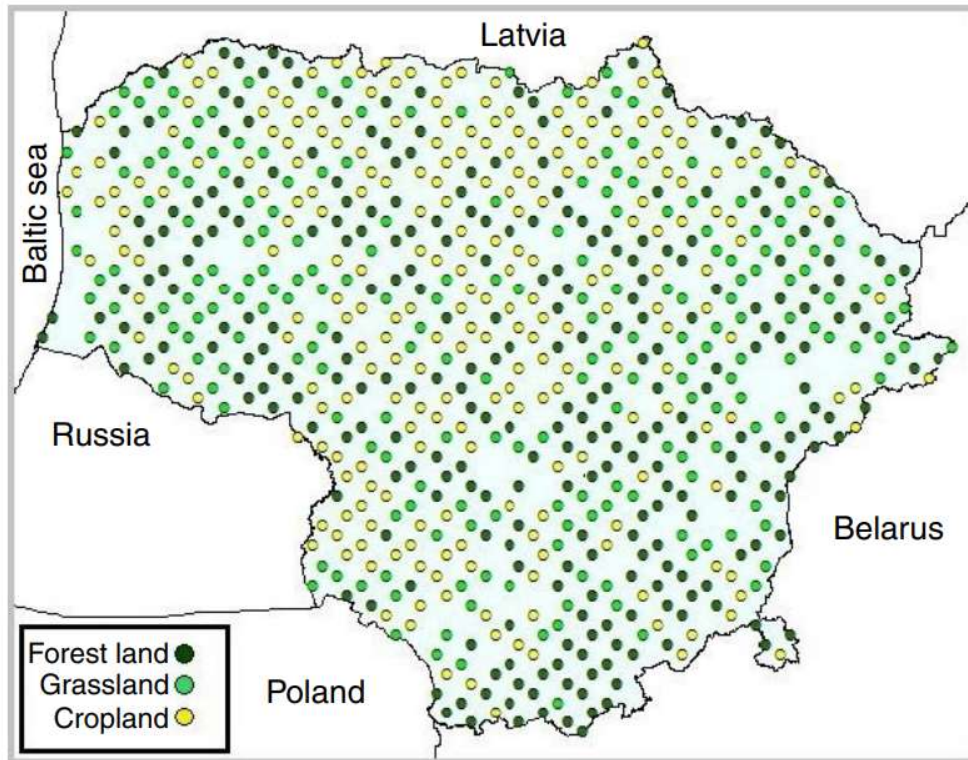 Latvia
Baltic sea
Russia
Belarus
Poland
Forest land
Grassland
Cropland